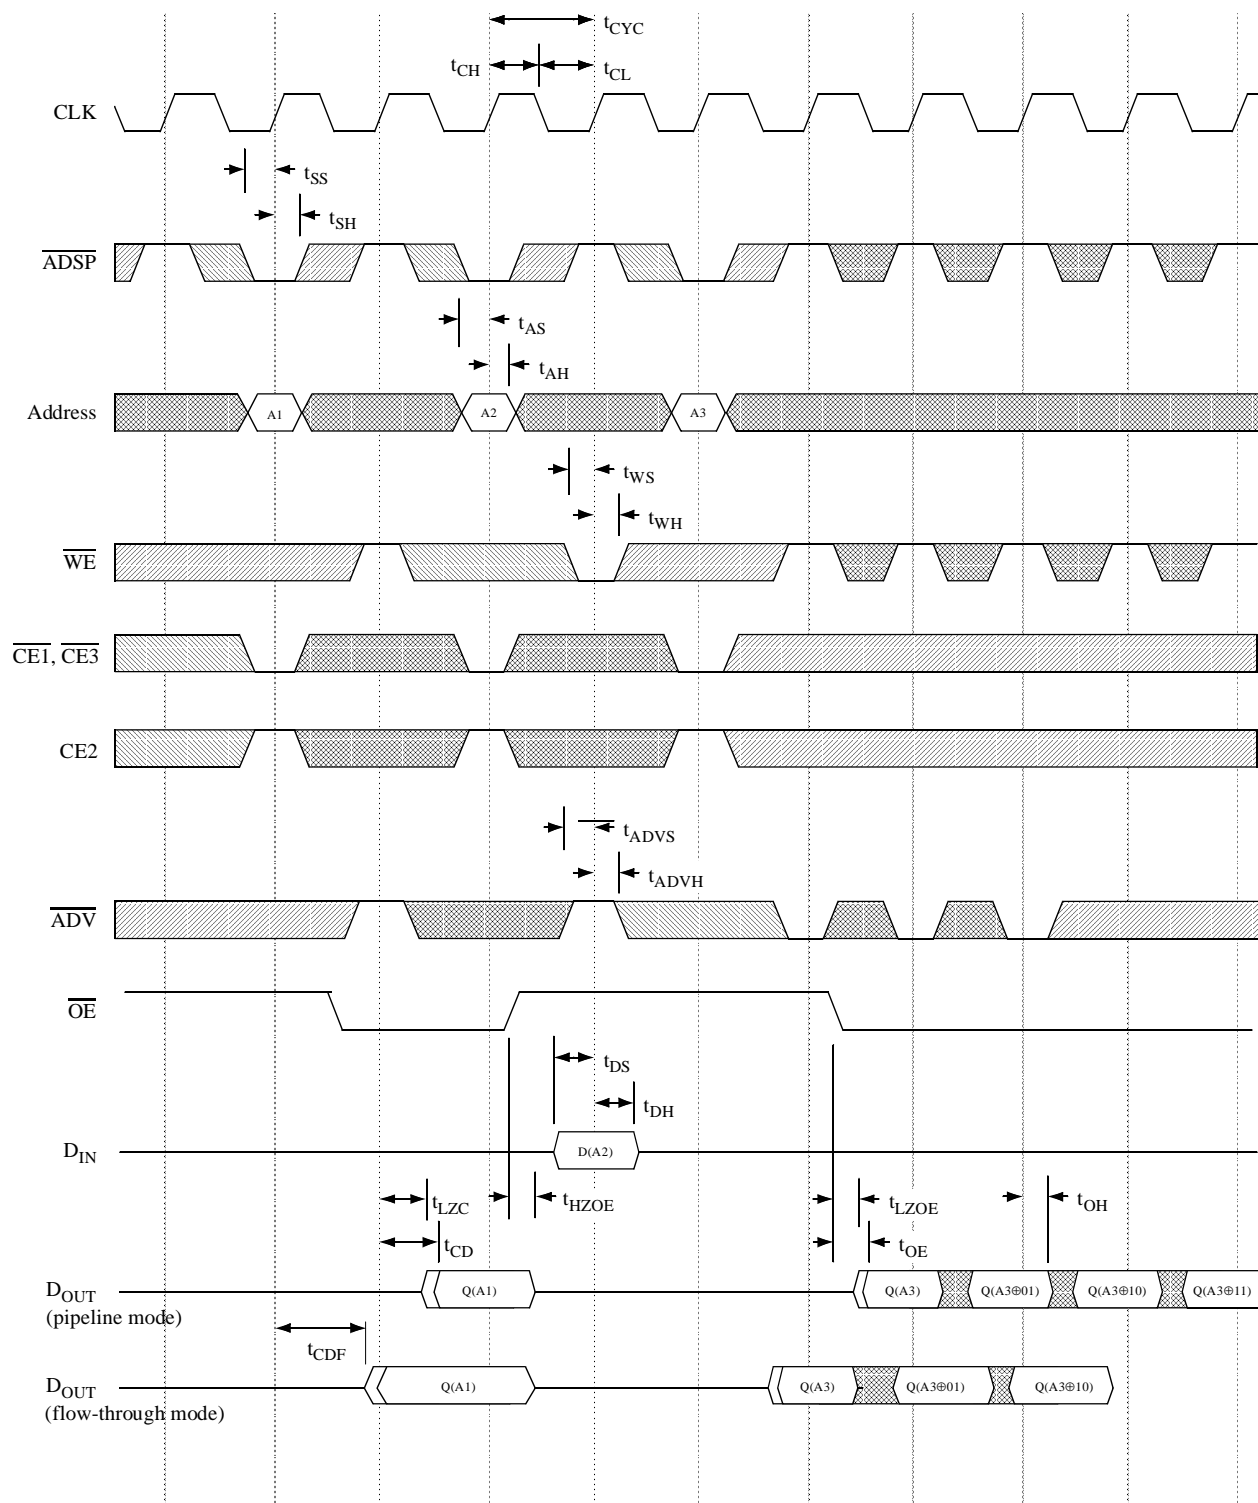 tCYC
tCH tCL
CLK
tSS
tSH
ADSP
tAS
tAH
Address A1 A2 A3
tWS
tWH
WE
CE1, CE3
CE2
tADVS
tADVH
ADV
OE
tDS
tDH
DIN D(A2)
tLZC tHZOE tLZOE tOH
tCD tOE
DOUT Q(A1) Q(A3) Q(A3⊕01) Q(A3⊕10) Q(A3⊕11)
(pipeline mode)
tCDF
DOUT Q(A1) Q(A3) Q(A3⊕01) Q(A3⊕10)
(flow-through mode)